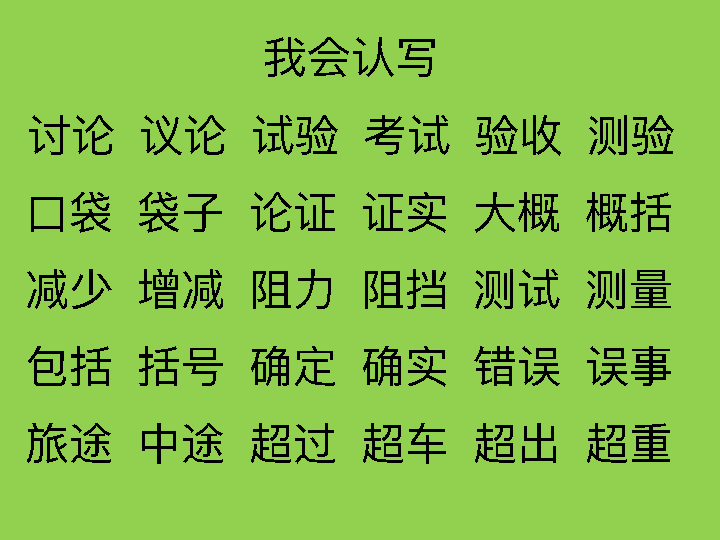 我会认写
讨论 议论 试验 考试 验收 测验
口袋 袋子 论证 证实 大概 概括
减少 增减 阻力 阻挡 测试 测量
包括 括号 确定 确实 错误 误事
旅途 中途 超过 超车 超出 超重